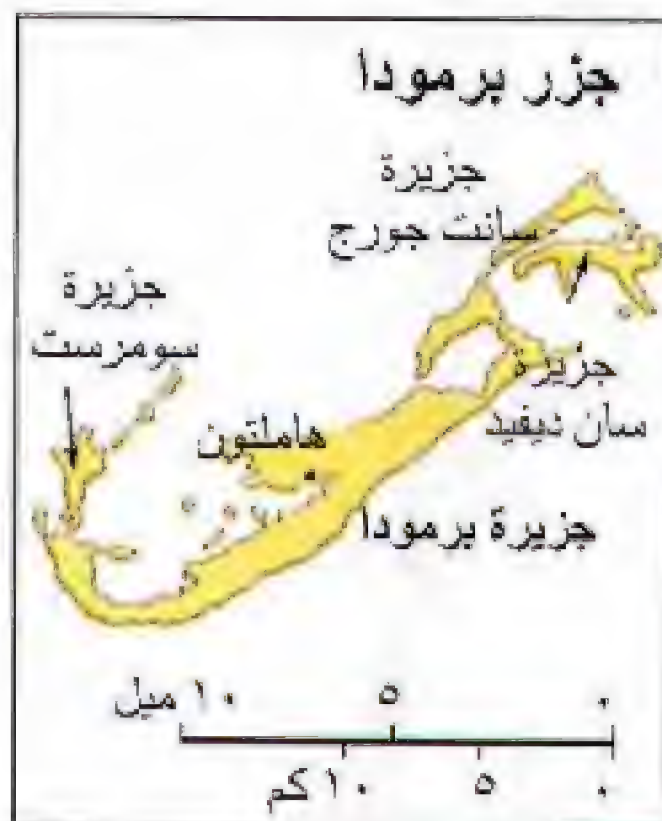 جزر برمودا
جزيرة
سانت جورج
جزيرة
سومرست
جزيرة
سان ديفيد
هاملتون
جزيرة برمودا
٠ ٥ ١٠ ميل
٠ ٥ ١٠ كم